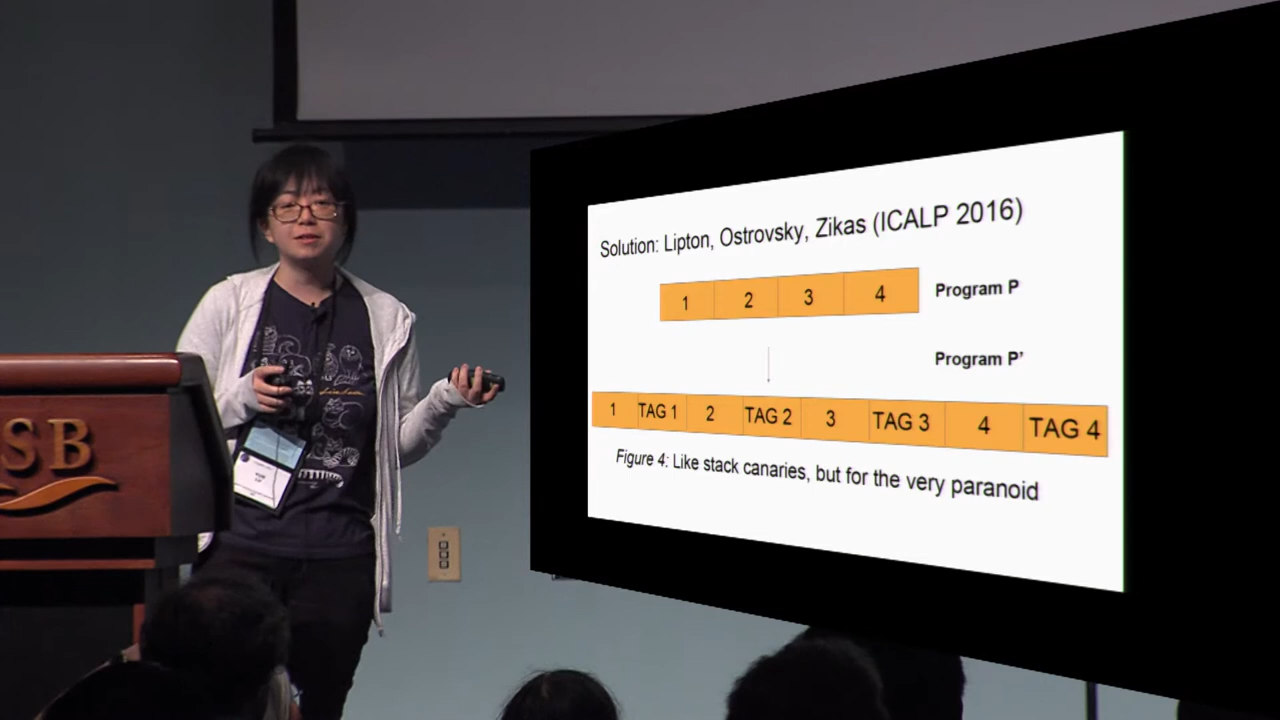 SB
Solution: Lipton, Ostrovsky, Zikas (ICALP 2016)
1 2 3 4 Program P
Program P'
1 TAG 1 2 TAG 2 3 TAG 3 4 TAG 4
Figure 4: Like stack canaries, but for the very paranoid